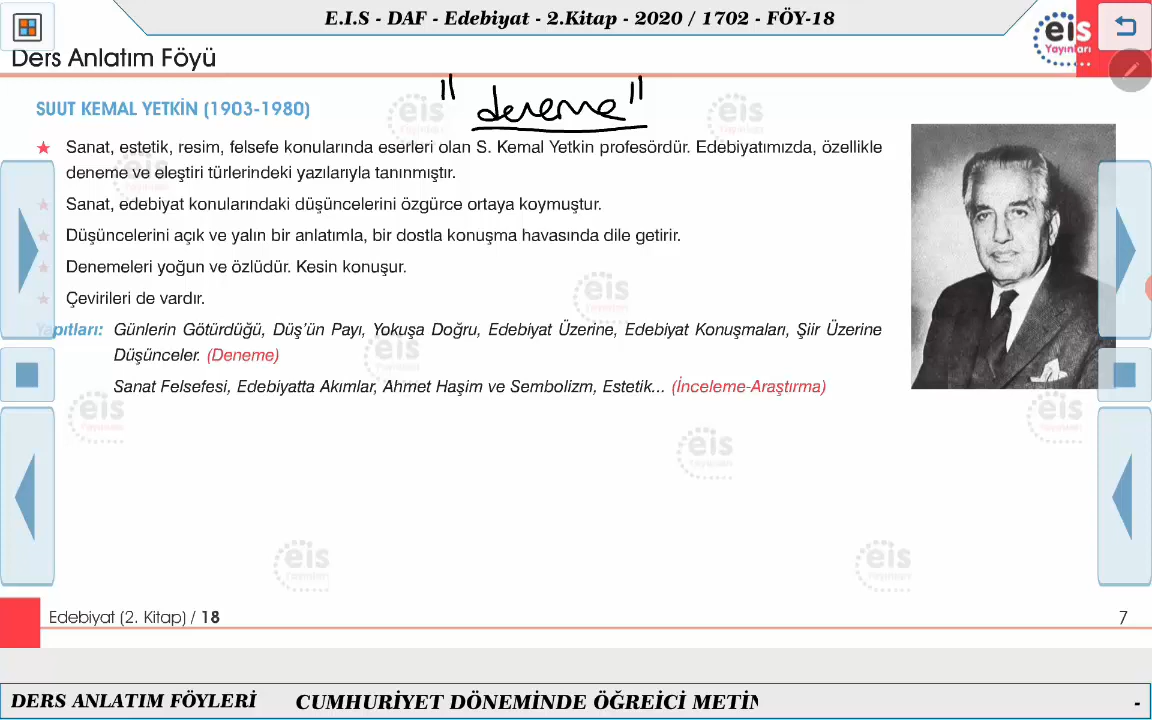 E.I.S - DAF - Edebiyat - 2.Kitap - 2020 / 1702 - FÖY-18
eis
Yayınları
Ders Anlatım Föyü
"deneme"
SUUT KEMAL YETKİN (1903-1980)
★ Sanat, estetik, resim, felsefe konularında eserleri olan S. Kemal Yetkin profesördür. Edebiyatımızda, özellikle
deneme ve eleştiri türlerindeki yazılarıyla tanınmıştır.
★ Sanat, edebiyat konularındaki düşüncelerini özgürce ortaya koymuştur.
★ Düşüncelerini açık ve yalın bir anlatımla, bir dostla konuşma havasında dile getirir.
★ Denemeleri yoğun ve özlüdür. Kesin konuşur.
★ Çevirileri de vardır.
Yapıtları: Günlerin Götürdüğü, Düş'ün Payı, Yokuşa Doğru, Edebiyat Üzerine, Edebiyat Konuşmaları, Şiir Üzerine
Düşünceler. (Deneme)
Sanat Felsefesi, Edebiyatta Akımlar, Ahmet Haşim ve Sembolizm, Estetik... (İnceleme-Araştırma)
Edebiyat (2. Kitap) / 18
7
DERS ANLATIM FÖYLERİ CUMHURİYET DÖNEMİNDE ÖĞREİCİ METİN -